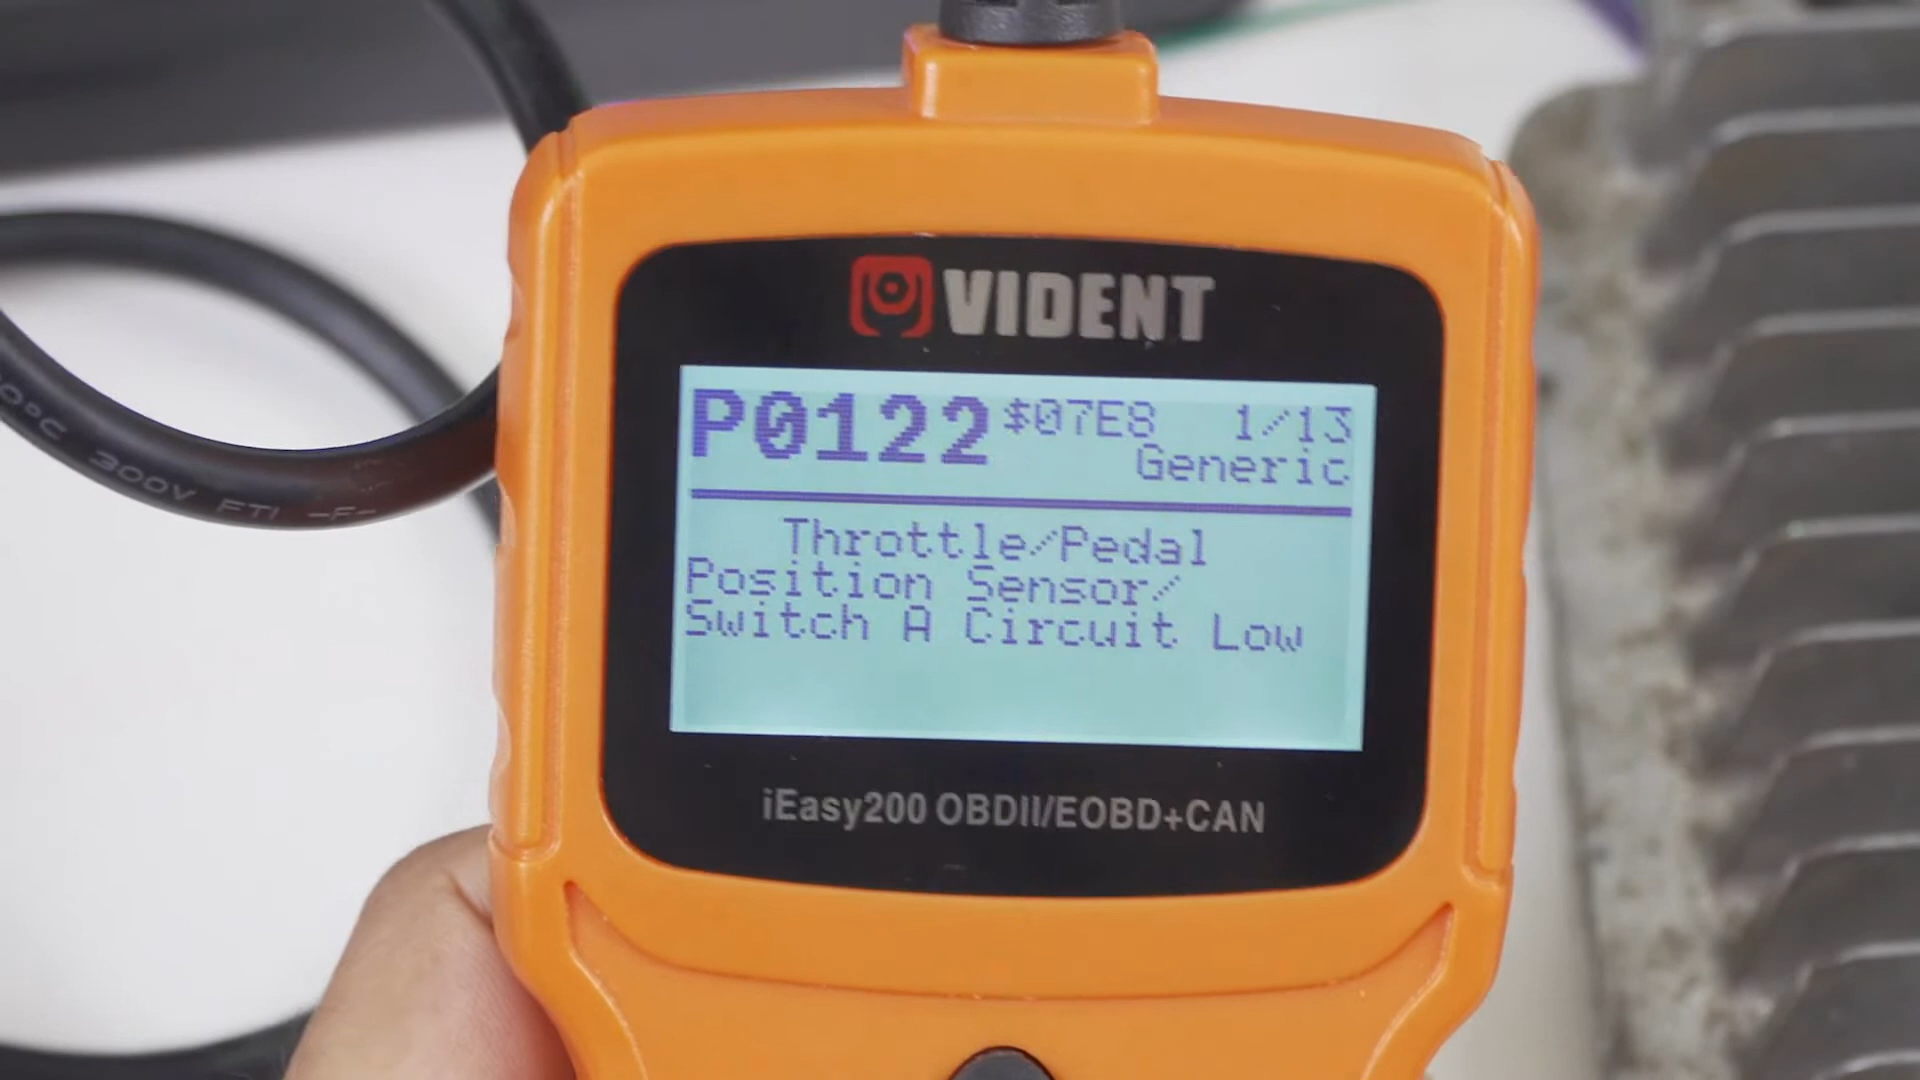 VIDENT
P0122 $07E8 1/13
Generic
Throttle/Pedal
Position Sensor/
Switch A Circuit Low
iEasy200 OBDII/EOBD+CAN
300V FT1 -F-